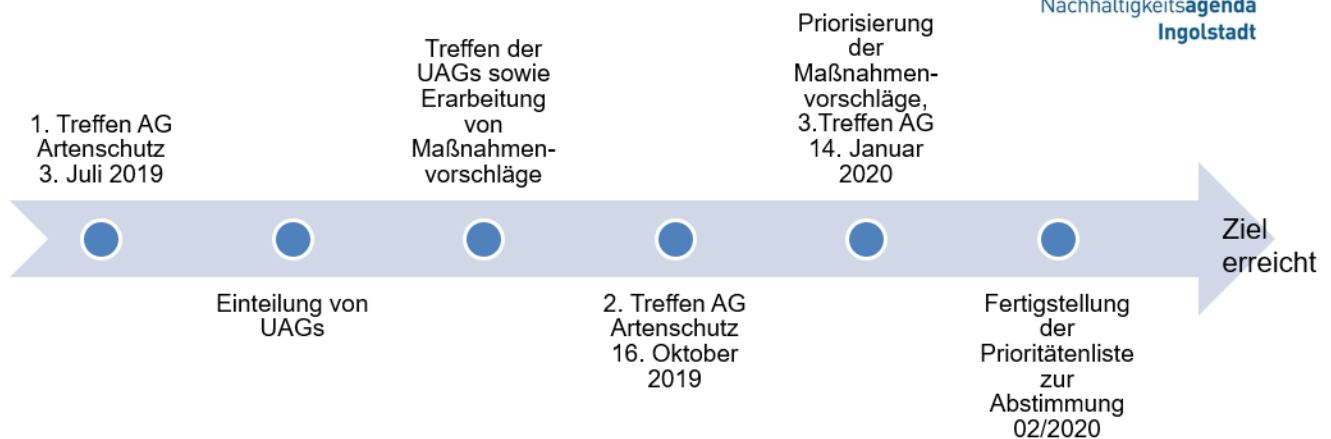 Nachhaltigkeitsagenda
Ingolstadt
1. Treffen AG
Artenschutz
3. Juli 2019
Einteilung von
UAGs
Treffen der
UAGs sowie
Erarbeitung
von
Maßnahmen-
vorschläge
2. Treffen AG
Artenschutz
16. Oktober
2019
Priorisierung
der
Maßnahmen-
vorschläge,
3.Treffen AG
14. Januar
2020
Fertigstellung
der
Prioritätenliste
zur
Abstimmung
02/2020
Ziel
erreicht